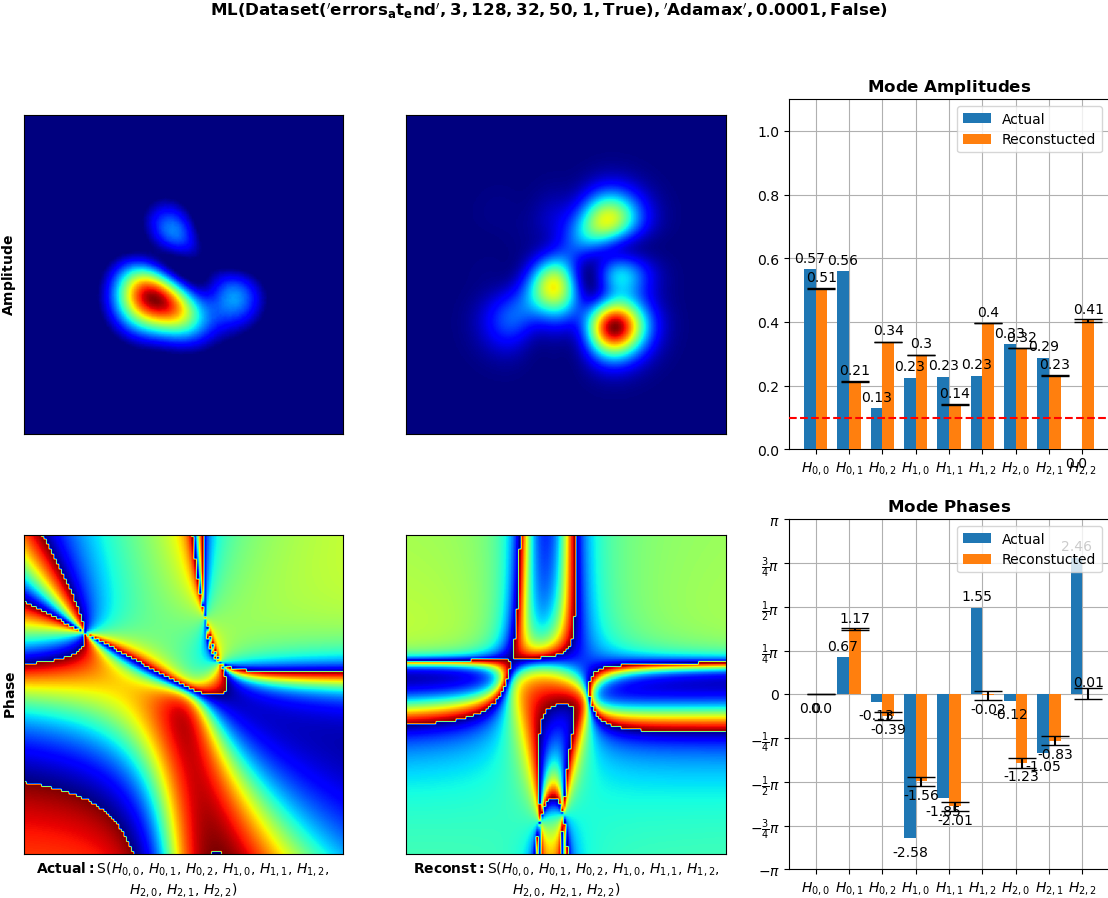 ML(Dataset('errors_at_end', 3, 128, 32, 50, 1, True), 'Adamax', 0.0001, False)
Amplitude
Mode Amplitudes
Actual
Reconstucted
1.0
0.8
0.6
0.4
0.2
0.0
0.57
0.51
0.56
0.21
0.13
0.34
0.23
0.3
0.23
0.14
0.23
0.4
0.33
0.32
0.29
0.23
0.0
0.41
H0,0 H0,1 H0,2 H1,0 H1,1 H1,2 H2,0 H2,1 H2,2
Phase
Mode Phases
Actual
Reconstucted
π
3/4π
1/2π
1/4π
0
−1/4π
−1/2π
−3/4π
−π
0.0
0.0
0.67
1.17
-0.13
-0.39
-2.58
-1.56
-1.85
-2.01
1.55
-0.02
-0.12
-1.23
-1.05
-0.83
2.46
0.01
H0,0 H0,1 H0,2 H1,0 H1,1 H1,2 H2,0 H2,1 H2,2
Actual: S(H0,0, H0,1, H0,2, H1,0, H1,1, H1,2,
H2,0, H2,1, H2,2)
Reconst: S(H0,0, H0,1, H0,2, H1,0, H1,1, H1,2,
H2,0, H2,1, H2,2)